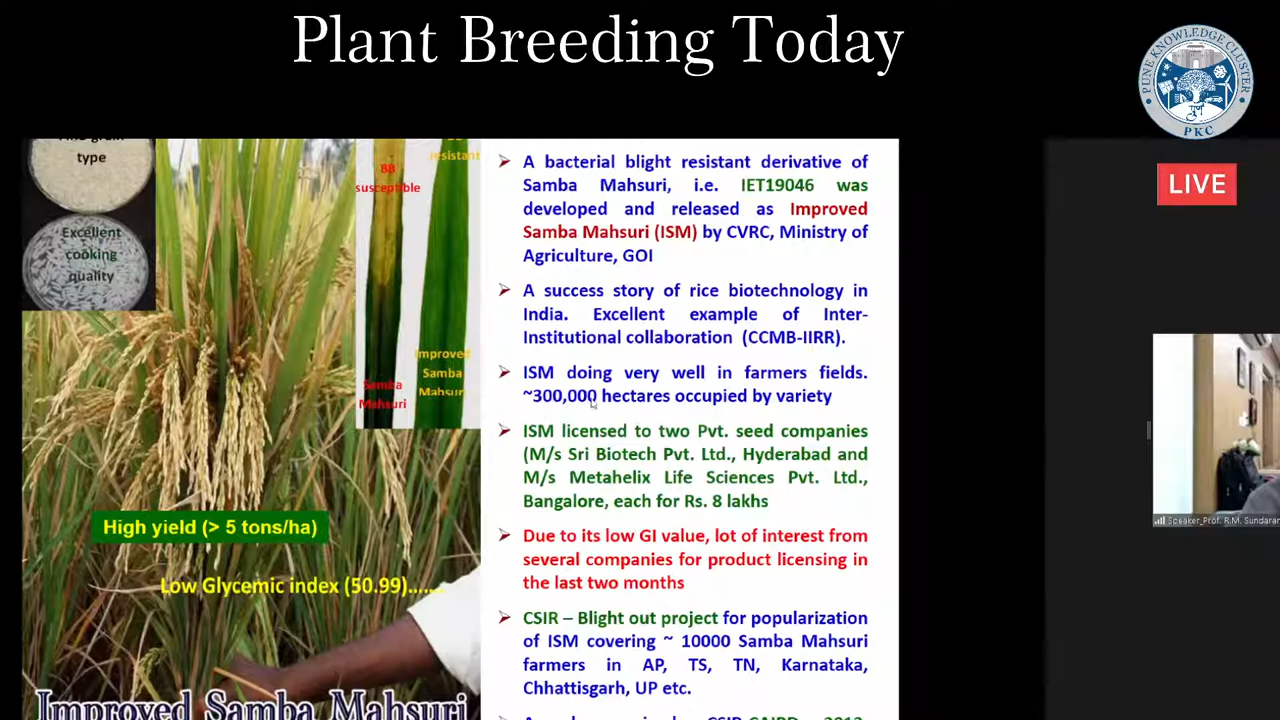 Plant Breeding Today
PUNE KNOWLEDGE CLUSTER
PKC
LIVE
type
Excellent
cooking
quality
BB
susceptible
resistant
Improved
Samba
Mahsuri
Samba
Mahsuri
High yield (> 5 tons/ha)
Low Glycemic index (50.99)......
Improved Samba Mahsuri
➤ A bacterial blight resistant derivative of
Samba Mahsuri, i.e. IET19046 was
developed and released as Improved
Samba Mahsuri (ISM) by CVRC, Ministry of
Agriculture, GOI
➤ A success story of rice biotechnology in
India. Excellent example of Inter-
Institutional collaboration (CCMB-IIRR).
➤ ISM doing very well in farmers fields.
~300,000 hectares occupied by variety
➤ ISM licensed to two Pvt. seed companies
(M/s Sri Biotech Pvt. Ltd., Hyderabad and
M/s Metahelix Life Sciences Pvt. Ltd.,
Bangalore, each for Rs. 8 lakhs
➤ Due to its low GI value, lot of interest from
several companies for product licensing in
the last two months
➤ CSIR – Blight out project for popularization
of ISM covering ~ 10000 Samba Mahsuri
farmers in AP, TS, TN, Karnataka,
Chhattisgarh, UP etc.
Speaker_Prof. R.M. Sundaram